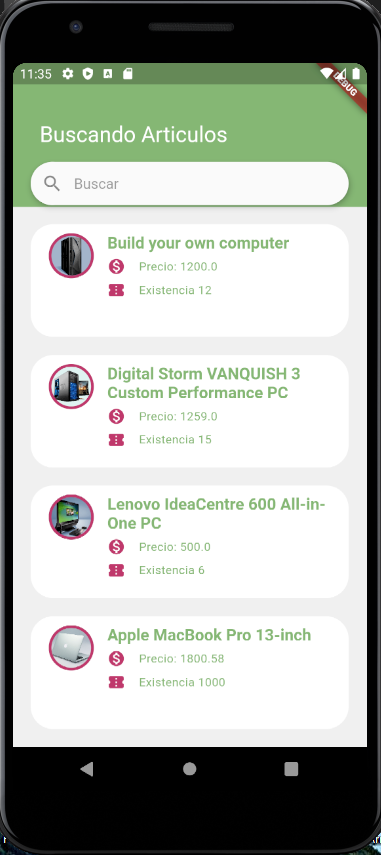 11:35
DEBUG
Buscando Articulos
Buscar
Build your own computer
Precio: 1200.0
Existencia 12
Digital Storm VANQUISH 3
Custom Performance PC
Precio: 1259.0
Existencia 15
Lenovo IdeaCentre 600 All-in-
One PC
Precio: 500.0
Existencia 6
Apple MacBook Pro 13-inch
Precio: 1800.58
Existencia 1000